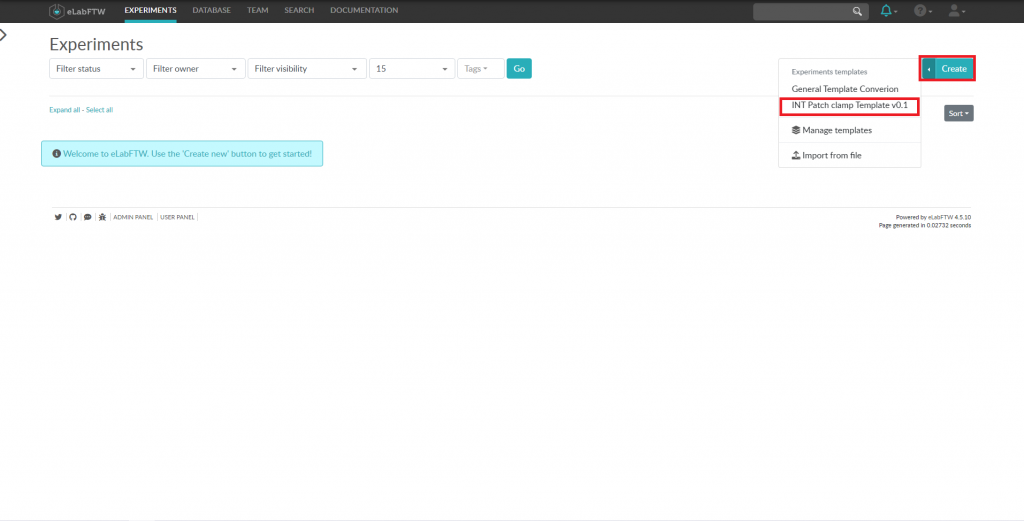 eLabFTW EXPERIMENTS DATABASE TEAM SEARCH DOCUMENTATION
Experiments
Filter status Filter owner Filter visibility 15 Tags Go
Create
Experiments templates
General Template Converion
INT Patch clamp Template v0.1
Manage templates
Import from file
Expand all - Select all
Sort
Welcome to eLabFTW. Use the 'Create new' button to get started!
ADMIN PANEL | USER PANEL |
Powered by eLabFTW 4.5.10
Page generated in 0.02732 seconds